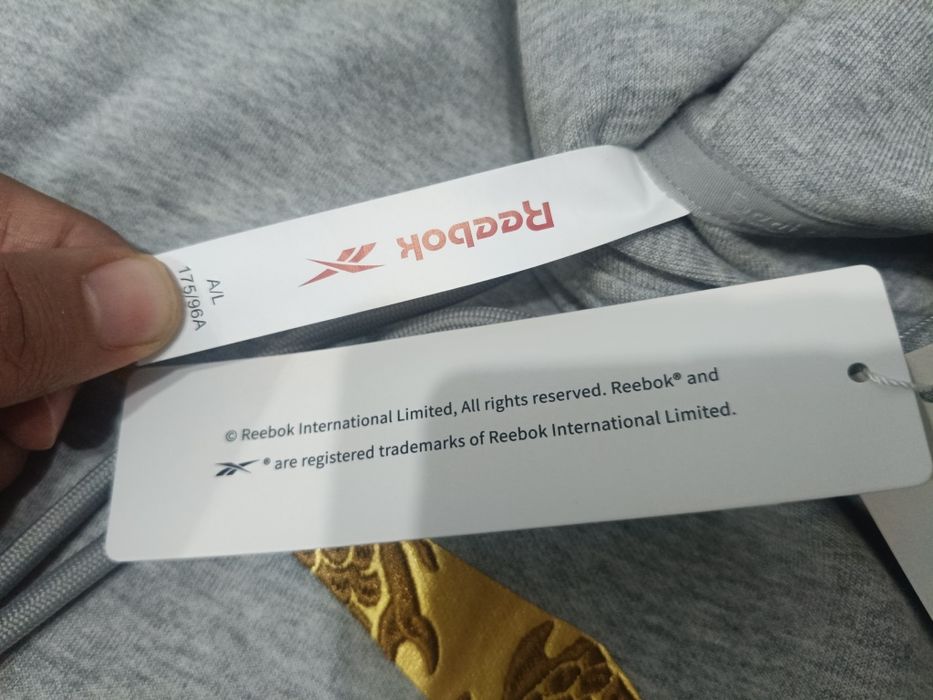 Reebok
A/L
175/96A
© Reebok International Limited, All rights reserved. Reebok® and
® are registered trademarks of Reebok International Limited.